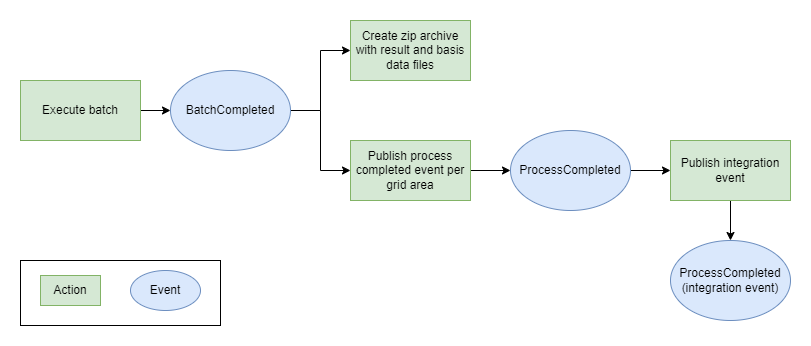 Execute batch
BatchCompleted
Create zip archive
with result and basis
data files
Publish process
completed event per
grid area
ProcessCompleted
Publish integration
event
ProcessCompleted
(integration event)
Action
Event